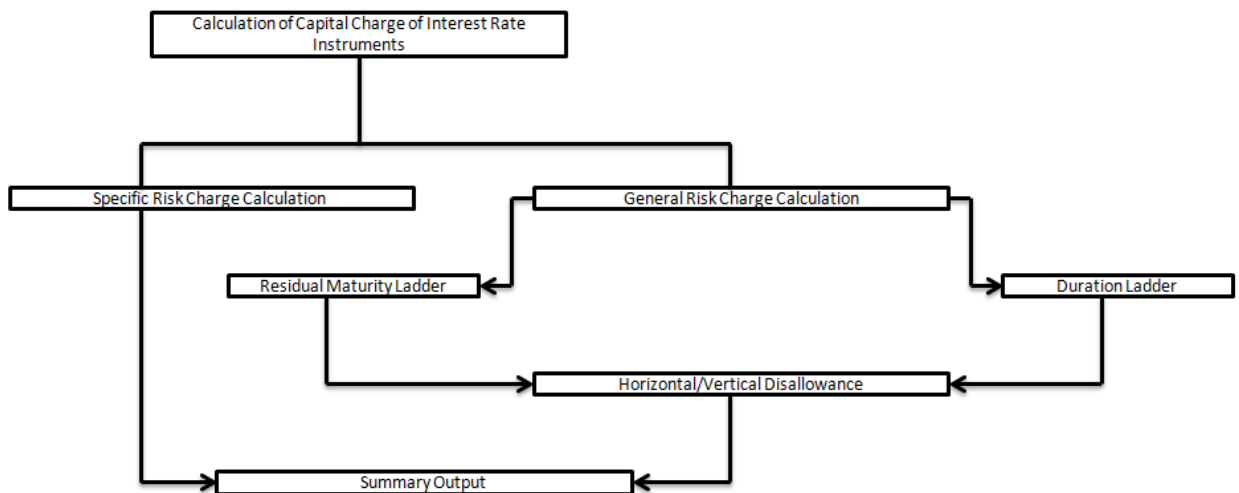 Calculation of Capital Charge of Interest Rate
Instruments
Specific Risk Charge Calculation
General Risk Charge Calculation
Residual Maturity Ladder
Duration Ladder
Horizontal/Vertical Disallowance
Summary Output